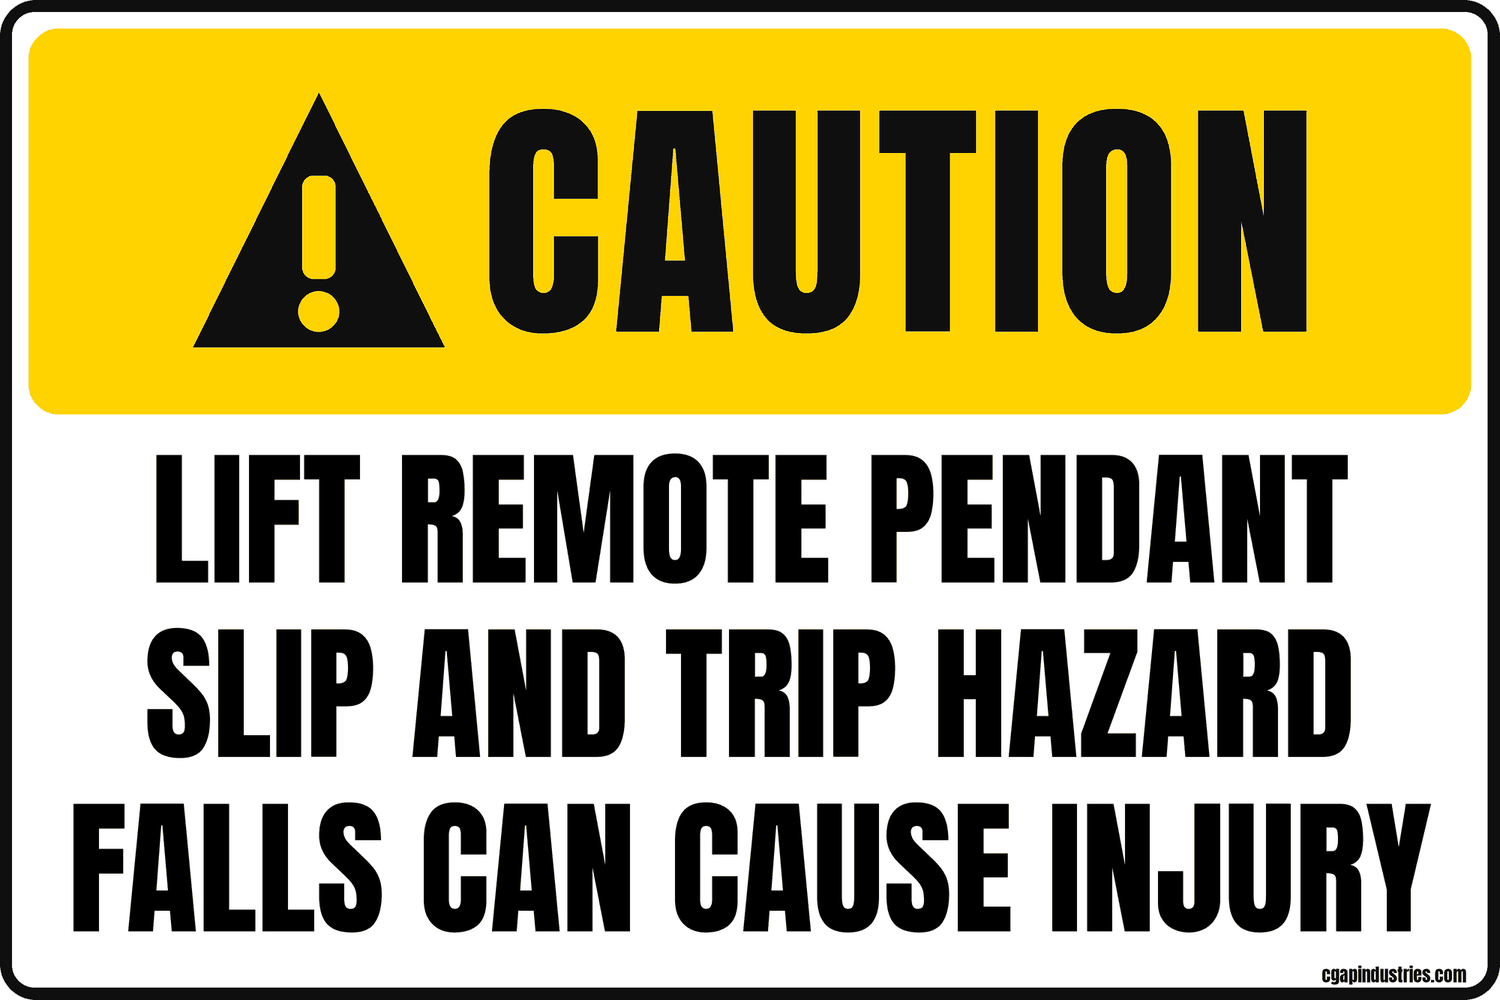 CAUTION
LIFT REMOTE PENDANT
SLIP AND TRIP HAZARD
FALLS CAN CAUSE INJURY
cgapindustries.com